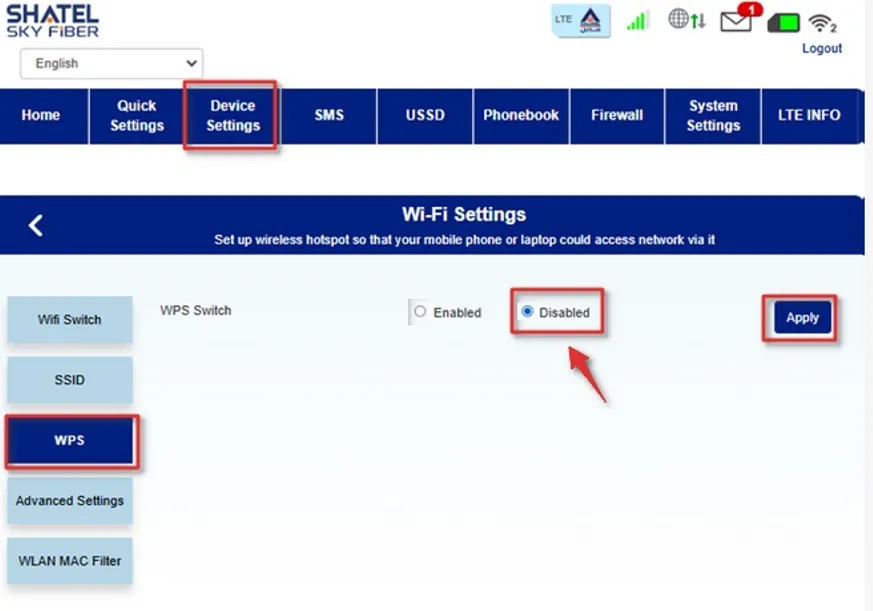 SHATEL
SKY FiBER
LTE
1
2
Logout
English
Home
Quick Settings
Device Settings
SMS
USSD
Phonebook
Firewall
System Settings
LTE INFO
Wi-Fi Settings
Set up wireless hotspot so that your mobile phone or laptop could access network via it
Wifi Switch
WPS Switch
Enabled
Disabled
Apply
SSID
WPS
Advanced Settings
WLAN MAC Filter